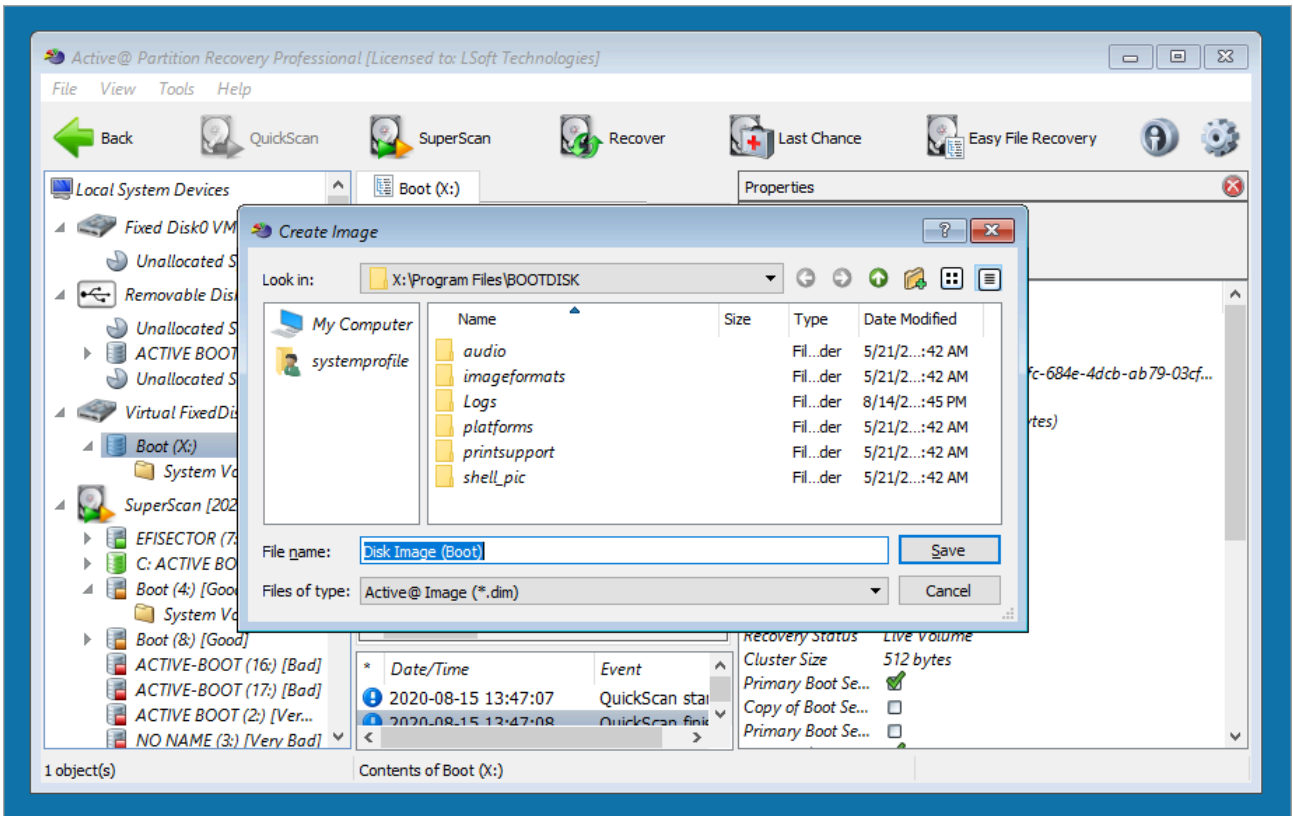 Active@ Partition Recovery Professional [Licensed to: LSoft Technologies]
File View Tools Help
Back QuickScan SuperScan Recover Last Chance Easy File Recovery
Local System Devices
Boot (X:)
Properties
Fixed Disk0 VM
Unallocated S
Removable Dis
Unallocated S
ACTIVE BOOT
Unallocated S
Virtual FixedDis
Boot (X:)
System Vo
SuperScan [202
EFISECTOR (7:
C: ACTIVE BO
Boot (4:) [Good
System Vo
Boot (8:) [Good]
ACTIVE-BOOT (16:) [Bad]
ACTIVE-BOOT (17:) [Bad]
ACTIVE BOOT (2:) [Ver...
NO NAME (3:) [Very Bad]
Create Image
Look in: X:\Program Files\BOOTDISK
My Computer
systemprofile
Name Size Type Date Modified
audio Fil...der 5/21/2...:42 AM
imageformats Fil...der 5/21/2...:42 AM
Logs Fil...der 8/14/2...:45 PM
platforms Fil...der 5/21/2...:42 AM
printsupport Fil...der 5/21/2...:42 AM
shell_pic Fil...der 5/21/2...:42 AM
File name: Disk Image (Boot) Save
Files of type: Active@ Image (*.dim) Cancel
fc-684e-4dcb-ab79-03cf...
ytes)
* Date/Time Event
2020-08-15 13:47:07 QuickScan star
2020-08-15 13:47:08 QuickScan finis
Recovery Status Live Volume
Cluster Size 512 bytes
Primary Boot Se...
Copy of Boot Se...
Primary Boot Se...
1 object(s)
Contents of Boot (X:)